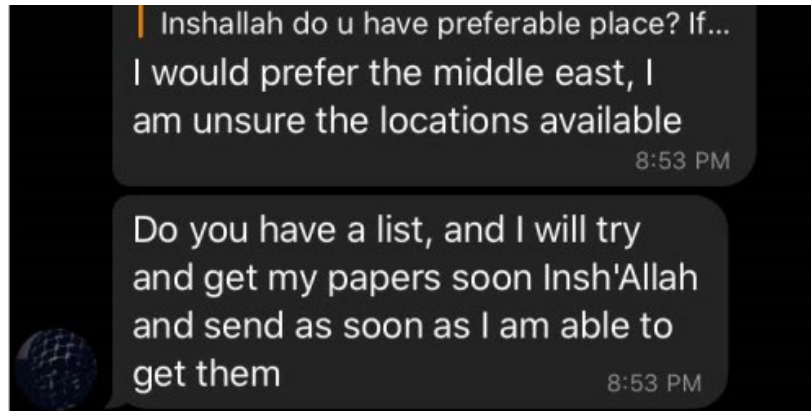 Inshallah do u have preferable place? If...
I would prefer the middle east, I
am unsure the locations available
8:53 PM
Do you have a list, and I will try
and get my papers soon Insh'Allah
and send as soon as I am able to
get them
8:53 PM